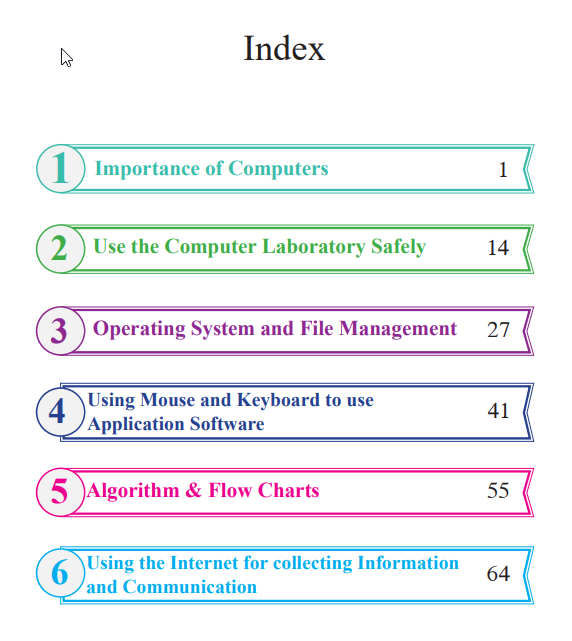 Index
1 Importance of Computers 1
2 Use the Computer Laboratory Safely 14
3 Operating System and File Management 27
4 Using Mouse and Keyboard to use
Application Software 41
5 Algorithm & Flow Charts 55
6 Using the Internet for collecting Information
and Communication 64